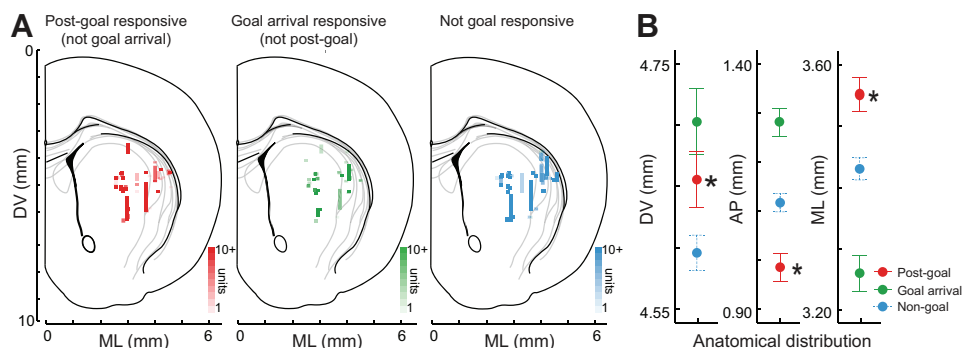 A
Post-goal responsive
(not goal arrival)
Goal arrival responsive
(not post-goal)
Not goal responsive
0
DV (mm)
10
10+
units
1
10+
units
1
10+
units
1
0
6
0
6
0
6
ML (mm)
ML (mm)
ML (mm)
B
4.75
DV (mm)
4.55
*
1.40
AP (mm)
0.90
*
3.60
ML (mm)
3.20
*
Post-goal
Goal arrival
Non-goal
Anatomical distribution